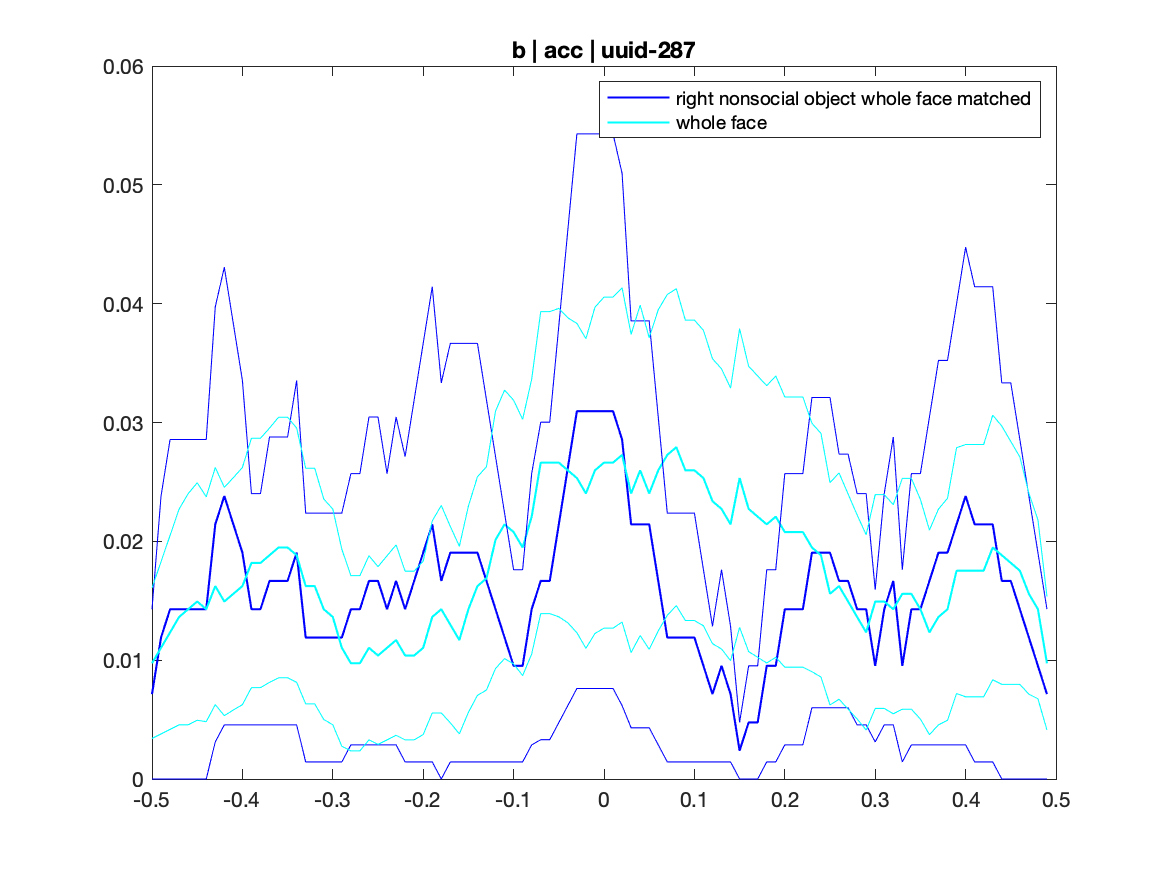 b | acc | uuid-287
right nonsocial object whole face matched
whole face
0.06
0.05
0.04
0.03
0.02
0.01
0
-0.5 -0.4 -0.3 -0.2 -0.1 0 0.1 0.2 0.3 0.4 0.5